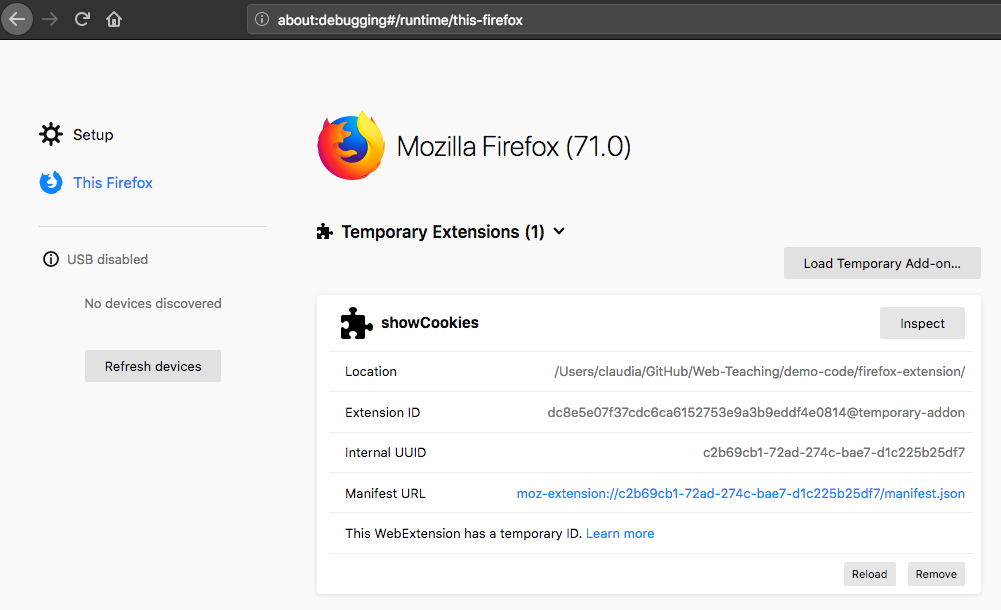 about:debugging#/runtime/this-firefox
Setup
This Firefox
USB disabled
No devices discovered
Refresh devices
Mozilla Firefox (71.0)
Temporary Extensions (1)
Load Temporary Add-on...
showCookies
Inspect
Location /Users/claudia/GitHub/Web-Teaching/demo-code/firefox-extension/
Extension ID dc8e5e07f37cdc6ca6152753e9a3b9eddf4e0814@temporary-addon
Internal UUID c2b69cb1-72ad-274c-bae7-d1c225b25df7
Manifest URL moz-extension://c2b69cb1-72ad-274c-bae7-d1c225b25df7/manifest.json
This WebExtension has a temporary ID. Learn more
Reload Remove